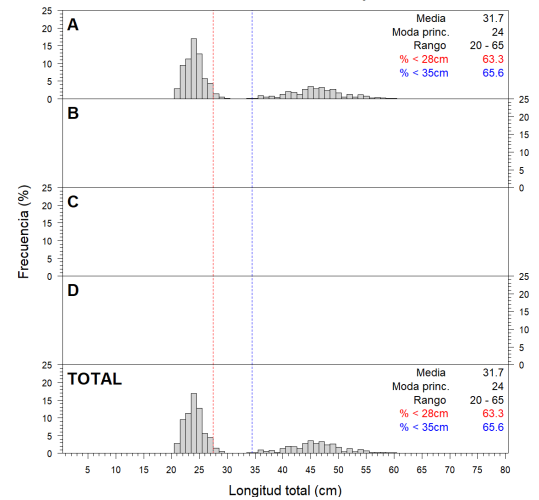 25
20
15
10
5
0
A
Media 31.7
Moda princ. 24
Rango 20 - 65
% < 28cm 63.3
% < 35cm 65.6
B
25
20
15
10
5
0
25
20
15
10
5
0
C
D
25
20
15
10
5
0
25
20
15
10
5
0
TOTAL
Media 31.7
Moda princ. 24
Rango 20 - 65
% < 28cm 63.3
% < 35cm 65.6
Frecuencia (%)
5 10 15 20 25 30 35 40 45 50 55 60 65 70 75 80
Longitud total (cm)